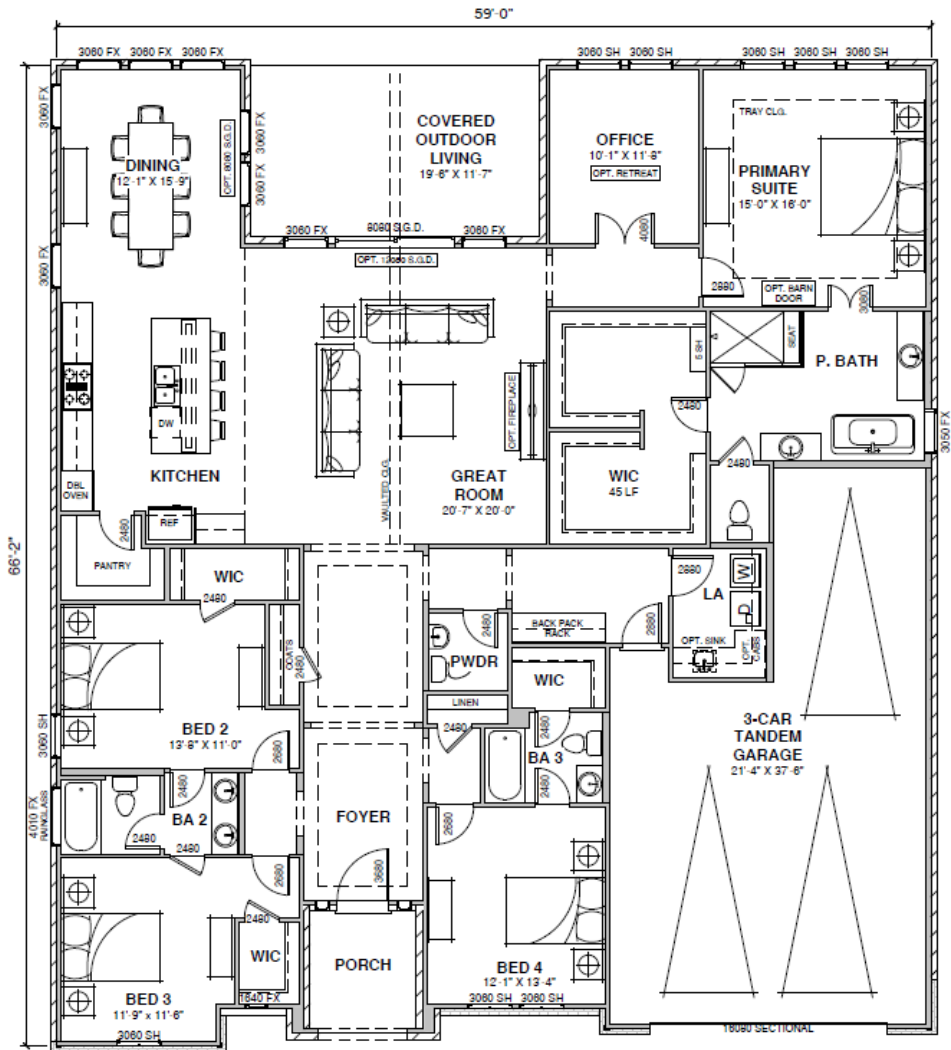 59'-0"
3060 FX 3060 FX 3060 FX
3060 SH 3060 SH
3060 SH 3060 SH 3060 SH
3060 FX
DINING
12'-1" X 15'-9"
OPT. 8080 S.G.D.
3060 FX
3060 FX
COVERED
OUTDOOR
LIVING
19'-6" X 11'-7"
OFFICE
10'-1" X 11'-8"
OPT. RETREAT
4080
TRAY CLG.
PRIMARY
SUITE
15'-0" X 16'-0"
3060 FX
3060 FX
8080 S.G.D.
3060 FX
OPT. 12080 S.G.D.
2880
OPT. BARN
DOOR
3080
5 SH
SEAT
P. BATH
DW
KITCHEN
DBL
OVEN
REF
2480
PANTRY
VAULTED CLG.
OPT. FIREPLACE
GREAT
ROOM
20'-7" X 20'-0"
2480
WIC
45 LF
2480
3050 FX
66'-2"
WIC
2480
COATS
2480
2480
PWDR
BACK PACK
RACK
2880
2680
LA
W
D
OPT. SINK
OPT.
CABS
LINEN
2480
WIC
2480
BA 3
2480
3060 SH
BED 2
13'-8" X 11'-0"
2680
4010 FX
RAINGLASS
2480
BA 2
2480
2480
FOYER
3680
2680
3-CAR
TANDEM
GARAGE
21'-4" X 37'-6"
2680
2480
WIC
1640 FX
BED 3
11'-9" x 11'-6"
3060 SH
PORCH
BED 4
12'-1" X 13'-4"
3060 SH 3060 SH
16080 SECTIONAL